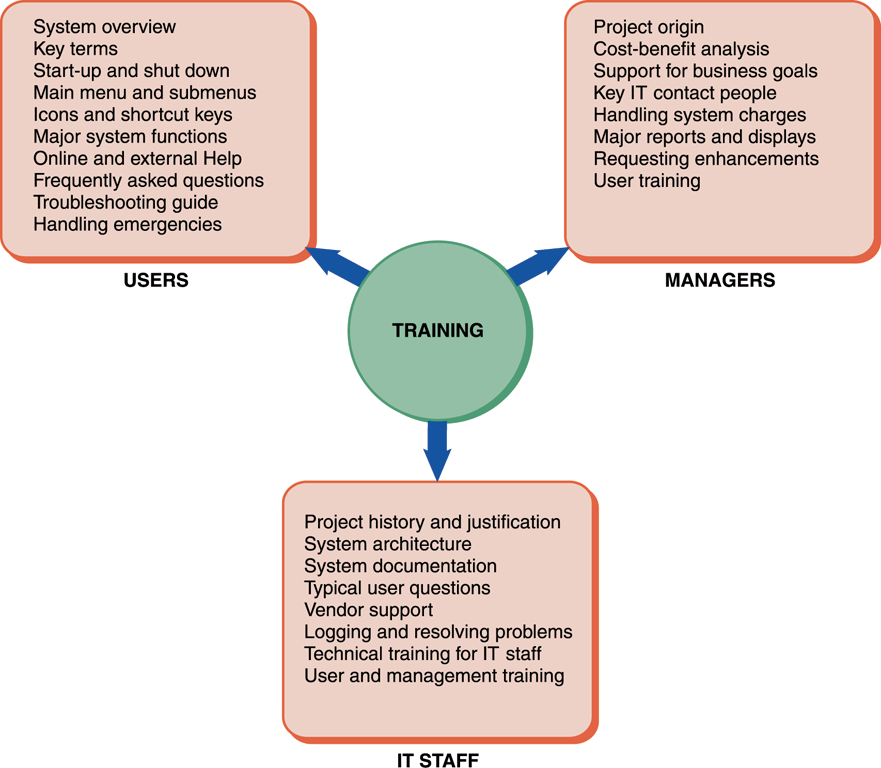 System overview
Key terms
Start-up and shut down
Main menu and submenus
Icons and shortcut keys
Major system functions
Online and external Help
Frequently asked questions
Troubleshooting guide
Handling emergencies
USERS
Project origin
Cost-benefit analysis
Support for business goals
Key IT contact people
Handling system charges
Major reports and displays
Requesting enhancements
User training
MANAGERS
TRAINING
Project history and justification
System architecture
System documentation
Typical user questions
Vendor support
Logging and resolving problems
Technical training for IT staff
User and management training
IT STAFF